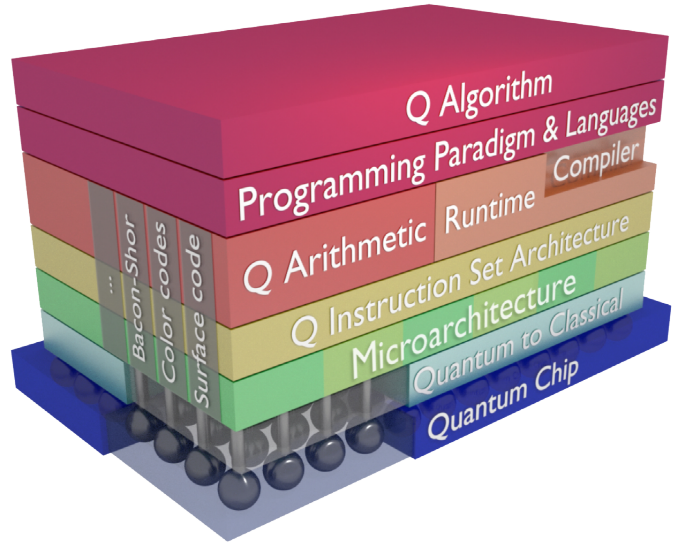 Q Algorithm
Programming Paradigm & Languages
Compiler
Runtime
Q Arithmetic
Q Instruction Set Architecture
Microarchitecture
Quantum to Classical
Quantum Chip
...
Bacon-Shor
Color codes
Surface code